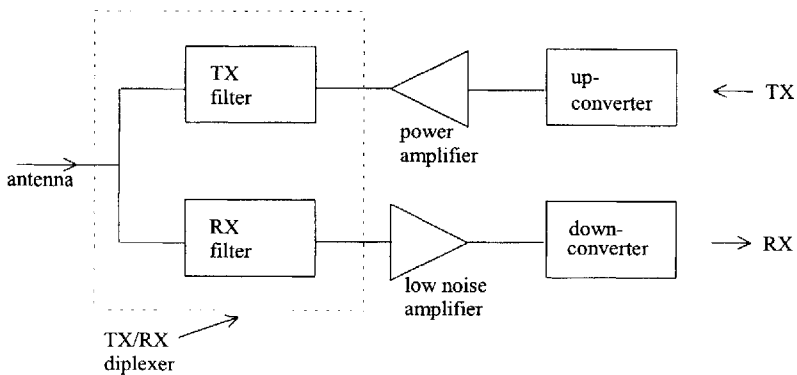 TX
filter
up-
converter
TX
power
amplifier
antenna
RX
filter
down-
converter
RX
low noise
amplifier
TX/RX
diplexer